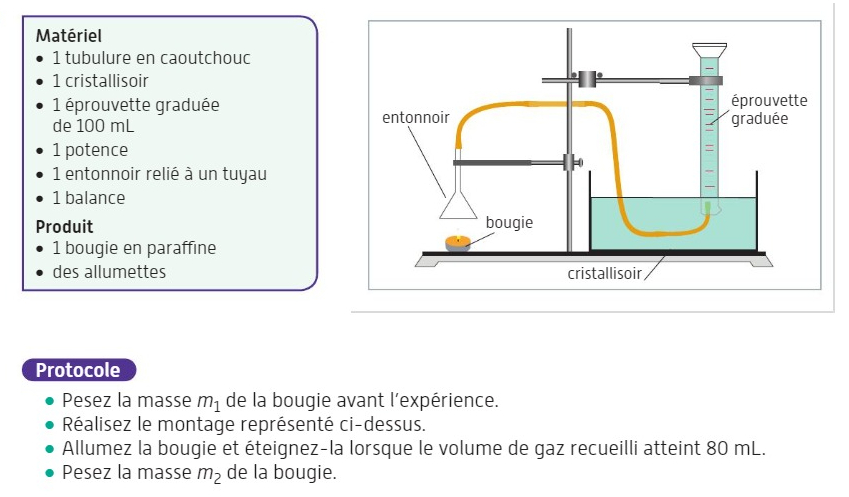 Matériel
• 1 tubulure en caoutchouc
• 1 cristallisoir
• 1 éprouvette graduée
de 100 mL
• 1 potence
• 1 entonnoir relié à un tuyau
• 1 balance
Produit
• 1 bougie en paraffine
• des allumettes
entonnoir
éprouvette
graduée
bougie
cristallisoir
Protocole
• Pesez la masse m₁ de la bougie avant l'expérience.
• Réalisez le montage représenté ci-dessus.
• Allumez la bougie et éteignez-la lorsque le volume de gaz recueilli atteint 80 mL.
• Pesez la masse m₂ de la bougie.